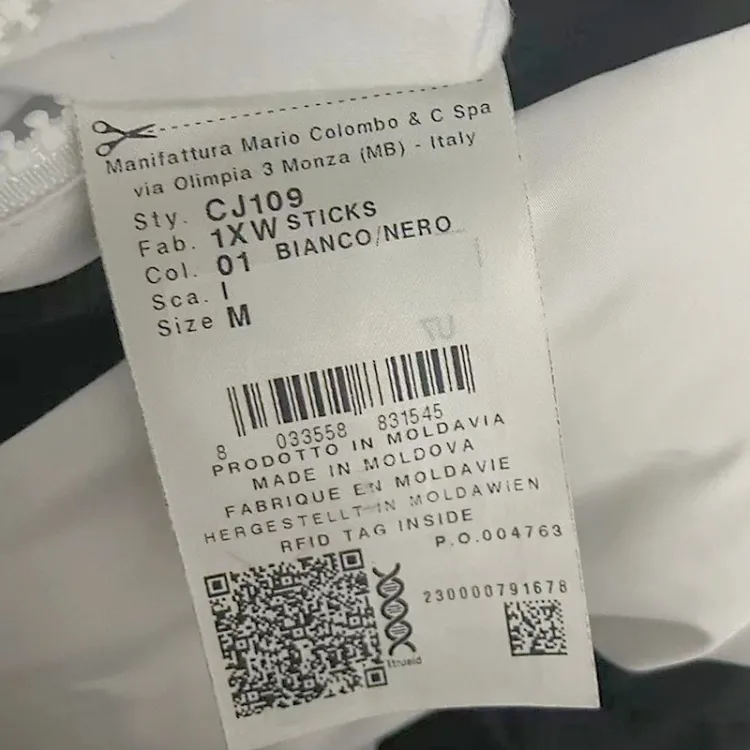 Manifattura Mario Colombo & C Spa
via Olimpia 3 Monza (MB) - Italy
Sty. CJ109
Fab. 1XW STICKS
Col. 01 BIANCO/NERO
Sca. I
Size M
U7
8 033558 831545
PRODOTTO IN MOLDAVIA
MADE IN MOLDOVA
FABRIQUE EN MOLDAVIE
HERGESTELLT IN MOLDAWIEN
RFID TAG INSIDE
P.O.004763
230000791678